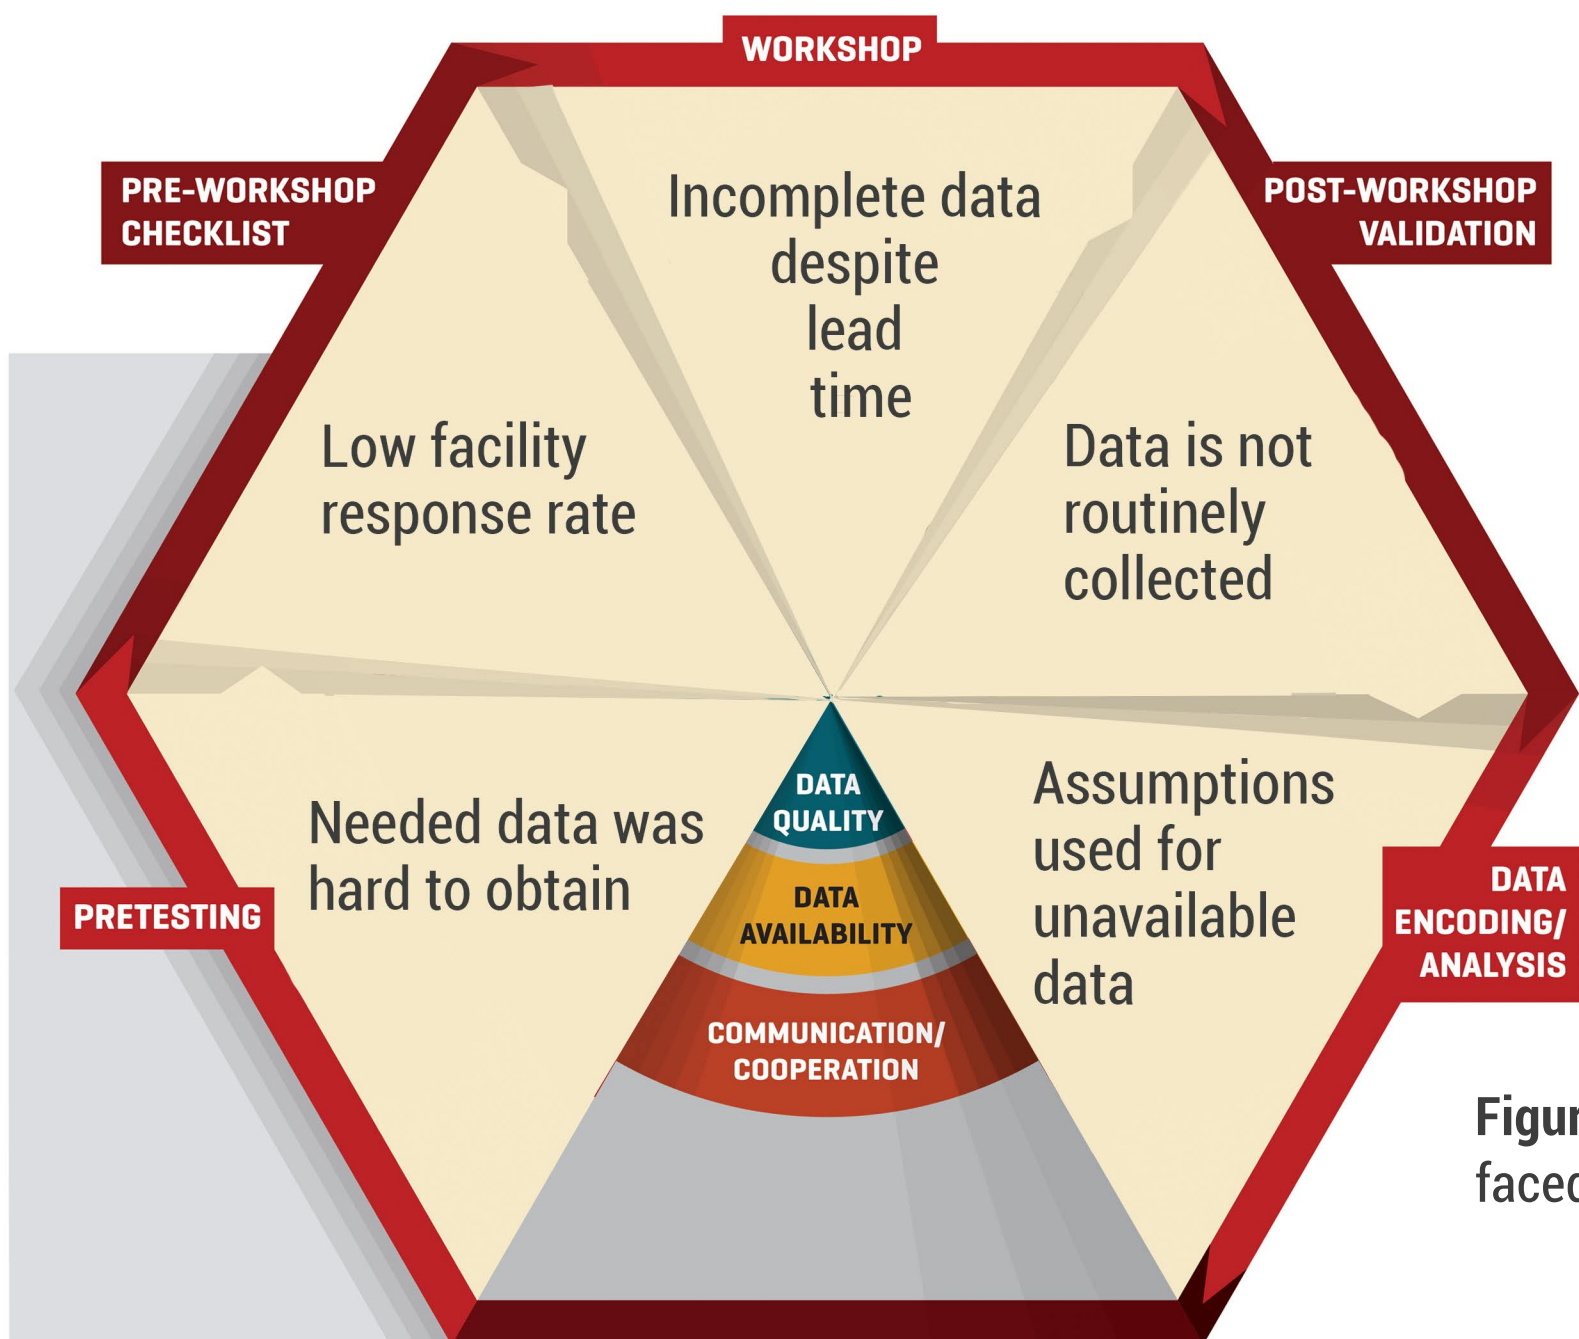 WORKSHOP
PRE-WORKSHOP
CHECKLIST
POST-WORKSHOP
VALIDATION
Incomplete data
despite
lead
time
Low facility
response rate
Data is not
routinely
collected
Needed data was
hard to obtain
PRETESTING
DATA
QUALITY
DATA
AVAILABILITY
COMMUNICATION/
COOPERATION
Assumptions
used for
unavailable
data
DATA
ENCODING/
ANALYSIS